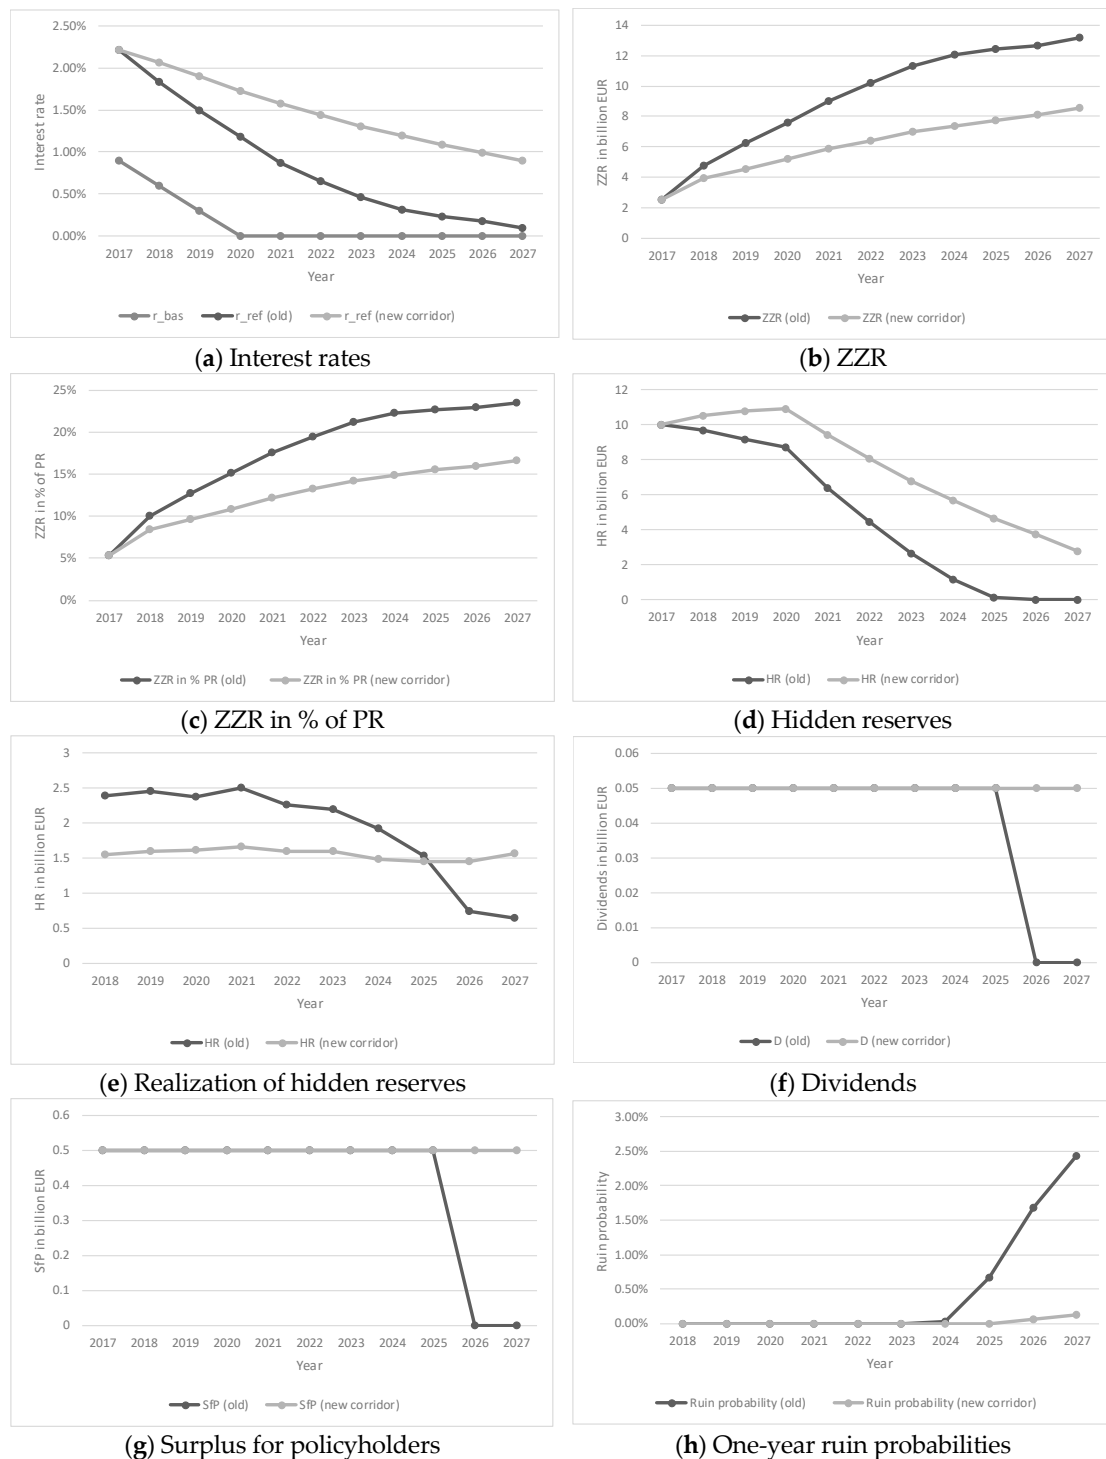 2.50%
2.00%
1.50%
1.00%
0.50%
0.00%
Interest rate
2017 2018 2019 2020 2021 2022 2023 2024 2025 2026 2027
Year
r_bas r_ref (old) r_ref (new corridor)
(a) Interest rates
14
12
10
8
6
4
2
0
ZZR in billion EUR
2017 2018 2019 2020 2021 2022 2023 2024 2025 2026 2027
Year
ZZR (old) ZZR (new corridor)
(b) ZZR
25%
20%
15%
10%
5%
0%
ZZR in % of PR
2017 2018 2019 2020 2021 2022 2023 2024 2025 2026 2027
Year
ZZR in % PR (old) ZZR in % PR (new corridor)
(c) ZZR in % of PR
12
10
8
6
4
2
0
HR in billion EUR
2017 2018 2019 2020 2021 2022 2023 2024 2025 2026 2027
Year
HR (old) HR (new corridor)
(d) Hidden reserves
3
2.5
2
1.5
1
0.5
0
HR in billion EUR
2018 2019 2020 2021 2022 2023 2024 2025 2026 2027
Year
HR (old) HR (new corridor)
(e) Realization of hidden reserves
0.06
0.05
0.04
0.03
0.02
0.01
0
Dividends in billion EUR
2017 2018 2019 2020 2021 2022 2023 2024 2025 2026 2027
Year
D (old) D (new corridor)
(f) Dividends
0.6
0.5
0.4
0.3
0.2
0.1
0
SfP in billion EUR
2017 2018 2019 2020 2021 2022 2023 2024 2025 2026 2027
Year
SfP (old) SfP (new corridor)
(g) Surplus for policyholders
3.00%
2.50%
2.00%
1.50%
1.00%
0.50%
0.00%
Ruin probability
2018 2019 2020 2021 2022 2023 2024 2025 2026 2027
Year
Ruin probability (old) Ruin probability (new corridor)
(h) One-year ruin probabilities